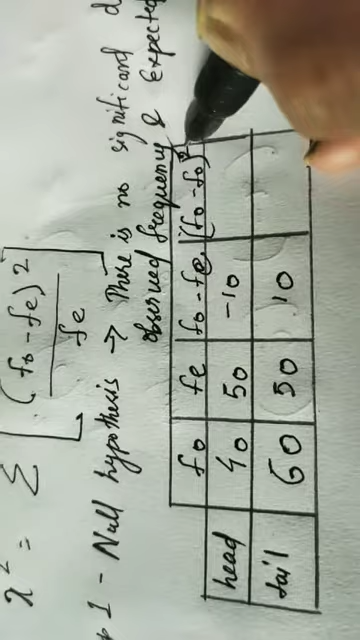 χ² = Σ [ (fo - fe)² / fe ]
1 - Null hypothesis → There is no significant d
observed frequency & Expected
fo fe fo-fe (fo-fo)²
head 40 50 -10
tail 60 50 10